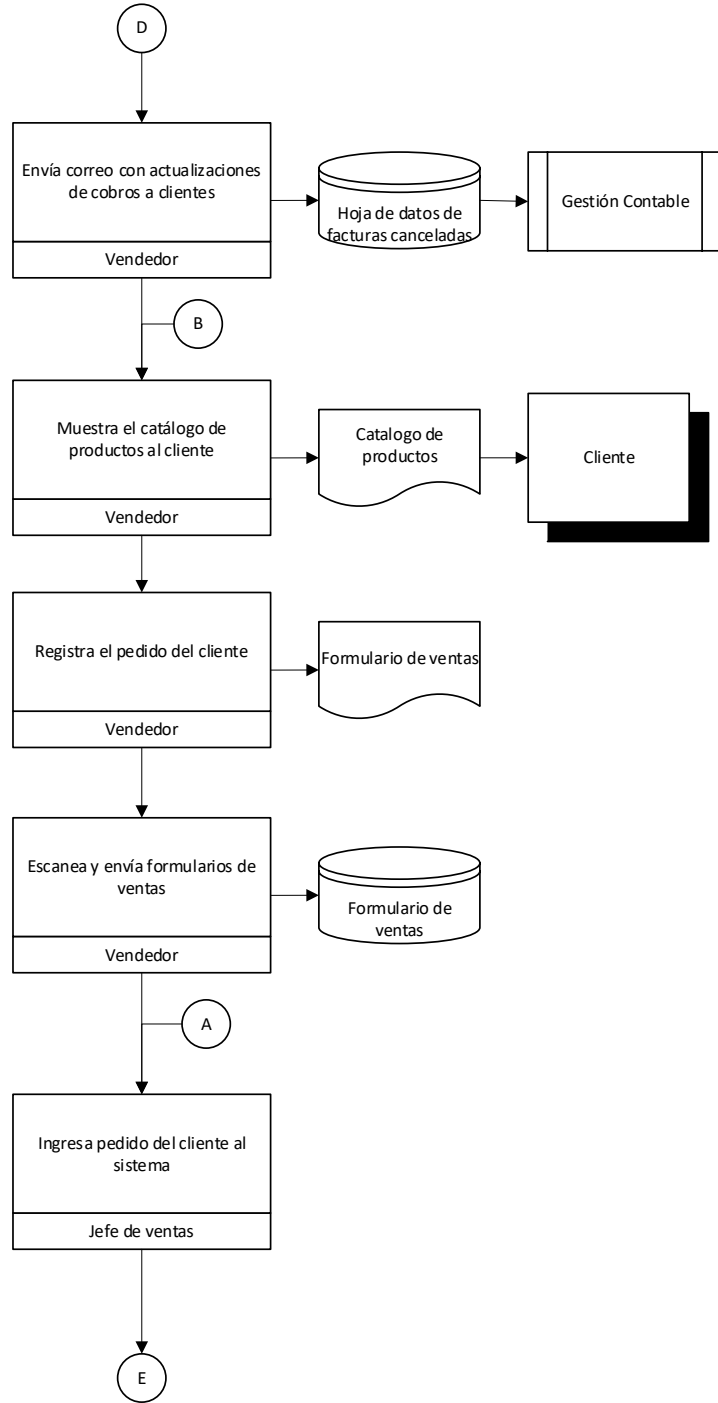 D
Envía correo con actualizaciones
de cobros a clientes
Vendedor
Hoja de datos de
facturas canceladas
Gestión Contable
B
Muestra el catálogo de
productos al cliente
Vendedor
Catalogo de
productos
Cliente
Registra el pedido del cliente
Vendedor
Formulario de ventas
Escanea y envía formularios de
ventas
Vendedor
Formulario de
ventas
A
Ingresa pedido del cliente al
sistema
Jefe de ventas
E